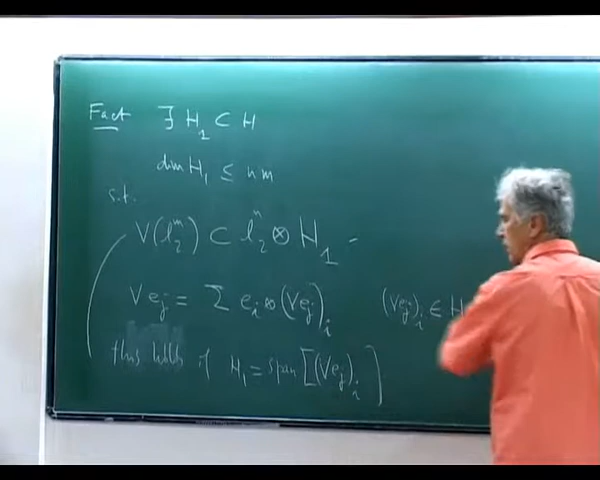 Fact ∃ H₁ ⊂ H
dim H₁ ≤ nm
s.t.
V(l₂ᵐ) ⊂ l₂ⁿ ⊗ H₁
Veⱼ = Σ eᵢ ⊗ (Veⱼ)ᵢ (Veⱼ)ᵢ ∈ H
this holds if H₁ = span[(Veⱼ)ᵢ]